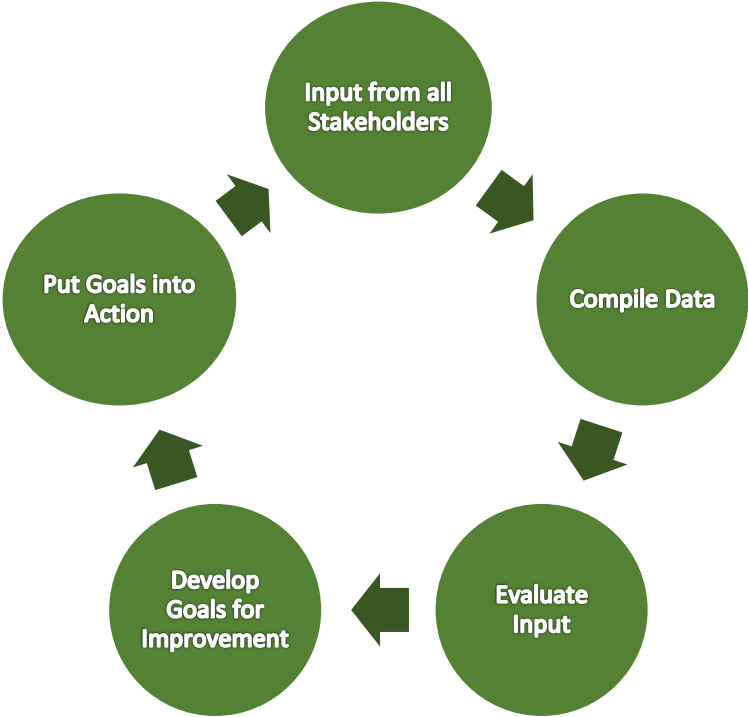 Input from all
Stakeholders
Compile Data
Evaluate
Input
Develop
Goals for
Improvement
Put Goals into
Action